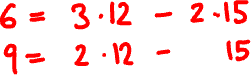 6 = 3·12 - 2·15
9 = 2·12 - 15